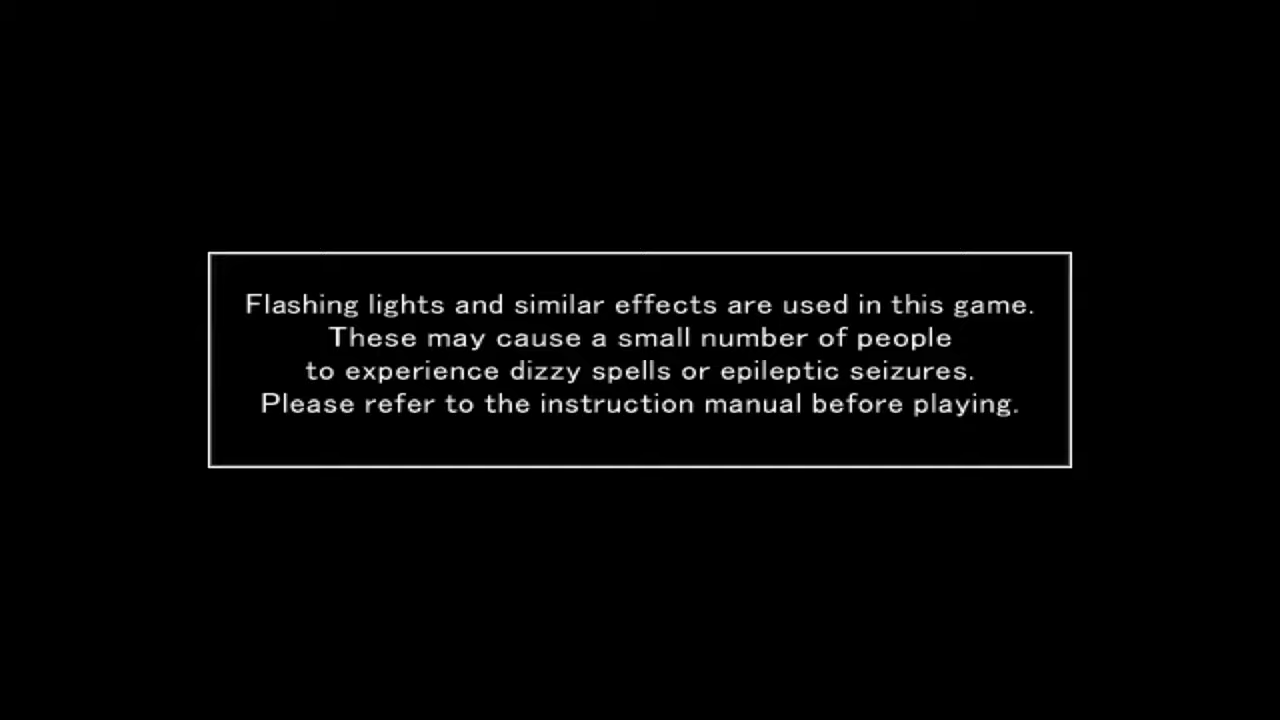 Flashing lights and similar effects are used in this game.
These may cause a small number of people
to experience dizzy spells or epileptic seizures.
Please refer to the instruction manual before playing.